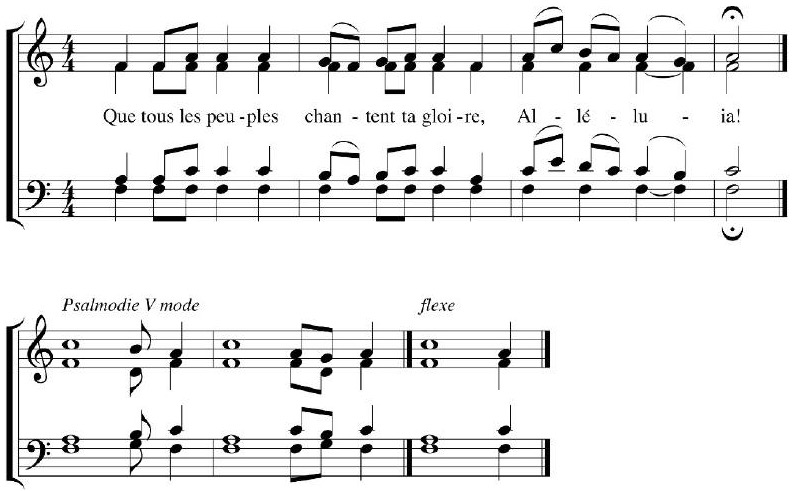 Que tous les peu - ples chan - tent ta gloi - re, Al - lé - lu - ia!
Psalmodie V mode flexe